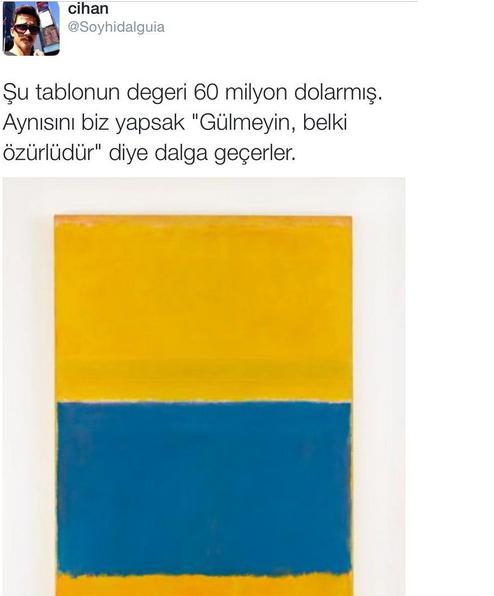 cihan
@Soyhidalguia
Şu tablonun degeri 60 milyon dolarmış.
Aynısını biz yapsak "Gülmeyin, belki
özürlüdür" diye dalga geçerler.